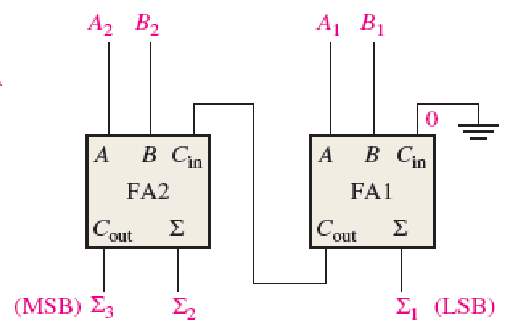 A₂ B₂ A₁ B₁
0
A B Cin A B Cin
FA2 FA1
Cout Σ Cout Σ
(MSB) Σ₃ Σ₂ Σ₁ (LSB)